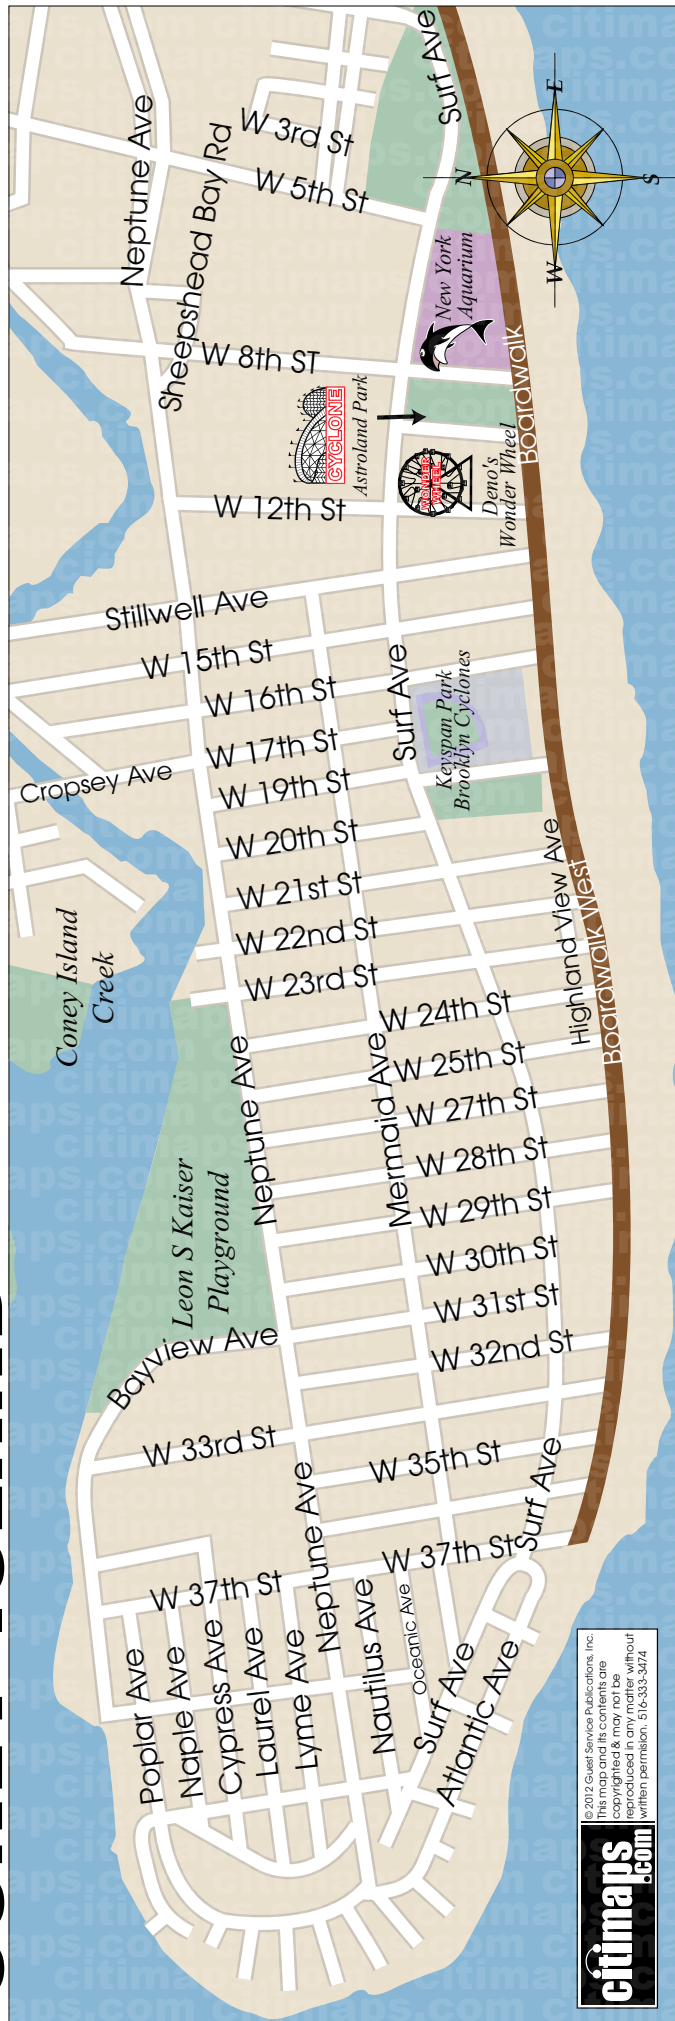 Surf Ave
Neptune Ave
W 3rd St
Sheepshead Bay Rd
W 5th St
E
N
S
W
New York
Aquarium
W 8th ST
Boardwalk
CYCLONE
Astroland Park
WONDER
WHEEL
Deno's
Wonder Wheel
W 12th St
Stillwell Ave
W 15th St
W 16th St
Surf Ave
Keyspan Park
Brooklyn Cyclones
W 17th St
Cropsey Ave
W 19th St
W 20th St
W 21st St
Highland View Ave
Boardwalk West
W 22nd St
Coney Island
Creek
W 23rd St
W 24th St
Neptune Ave
Mermaid Ave
W 25th St
W 27th St
W 28th St
Leon S Kaiser
Playground
W 29th St
W 30th St
W 31st St
Bayview Ave
W 32nd St
W 33rd St
W 35th St
Surf Ave
Neptune Ave
W 37th St
W 37th St
Nautilus Ave
Oceanic Ave
Poplar Ave
Naple Ave
Cypress Ave
Laurel Ave
Lyme Ave
Surf Ave
Atlantic Ave
© 2012 Guest Service Publications, Inc.
This map and its contents are
copyrighted & may not be
reproduced in any matter without
written permision. 516-333-3474
citimaps
.com